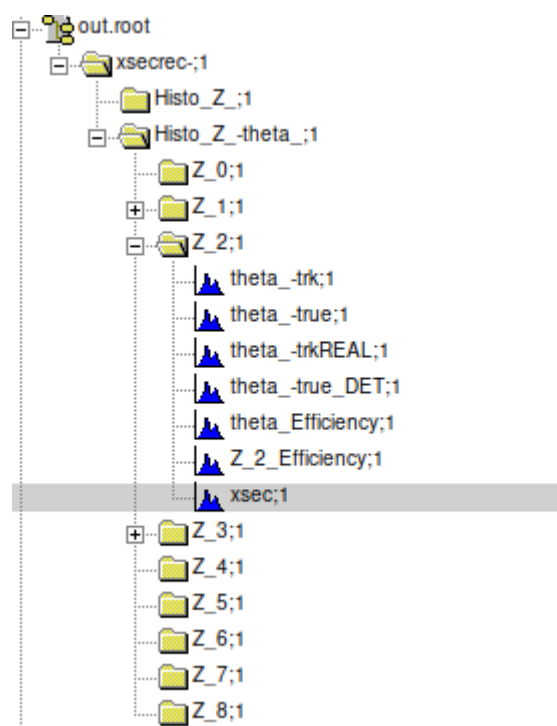 out.root
xsecrec-;1
Histo_Z_;1
Histo_Z_-theta_;1
Z_0;1
Z_1;1
Z_2;1
theta_-trk;1
theta_-true;1
theta_-trkREAL;1
theta_-true_DET;1
theta_Efficiency;1
Z_2_Efficiency;1
xsec;1
Z_3;1
Z_4;1
Z_5;1
Z_6;1
Z_7;1
Z_8;1